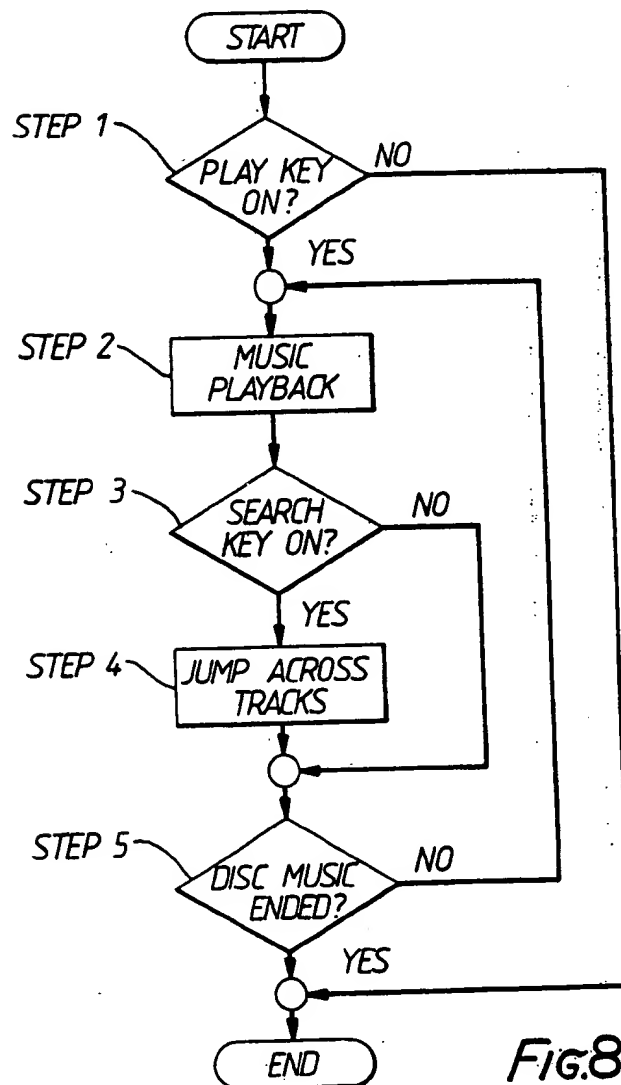 START
STEP 1
PLAY KEY
ON?
NO
YES
STEP 2
MUSIC
PLAYBACK
STEP 3
SEARCH
KEY ON?
NO
YES
STEP 4
JUMP ACROSS
TRACKS
STEP 5
DISC MUSIC
ENDED?
NO
YES
END
FIG.8